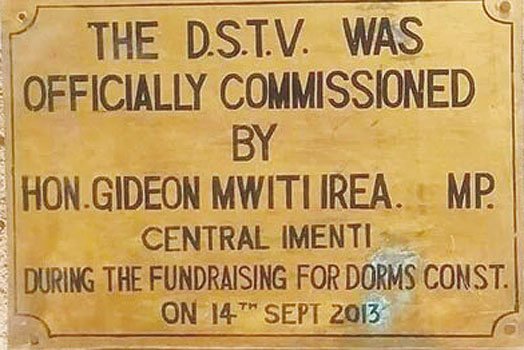 THE D.S.T.V. WAS
OFFICIALLY COMMISSIONED
BY
HON. GIDEON MWITI IREA. MP.
CENTRAL IMENTI
DURING THE FUNDRAISING FOR DORMS CONST.
ON 14TH SEPT 2013